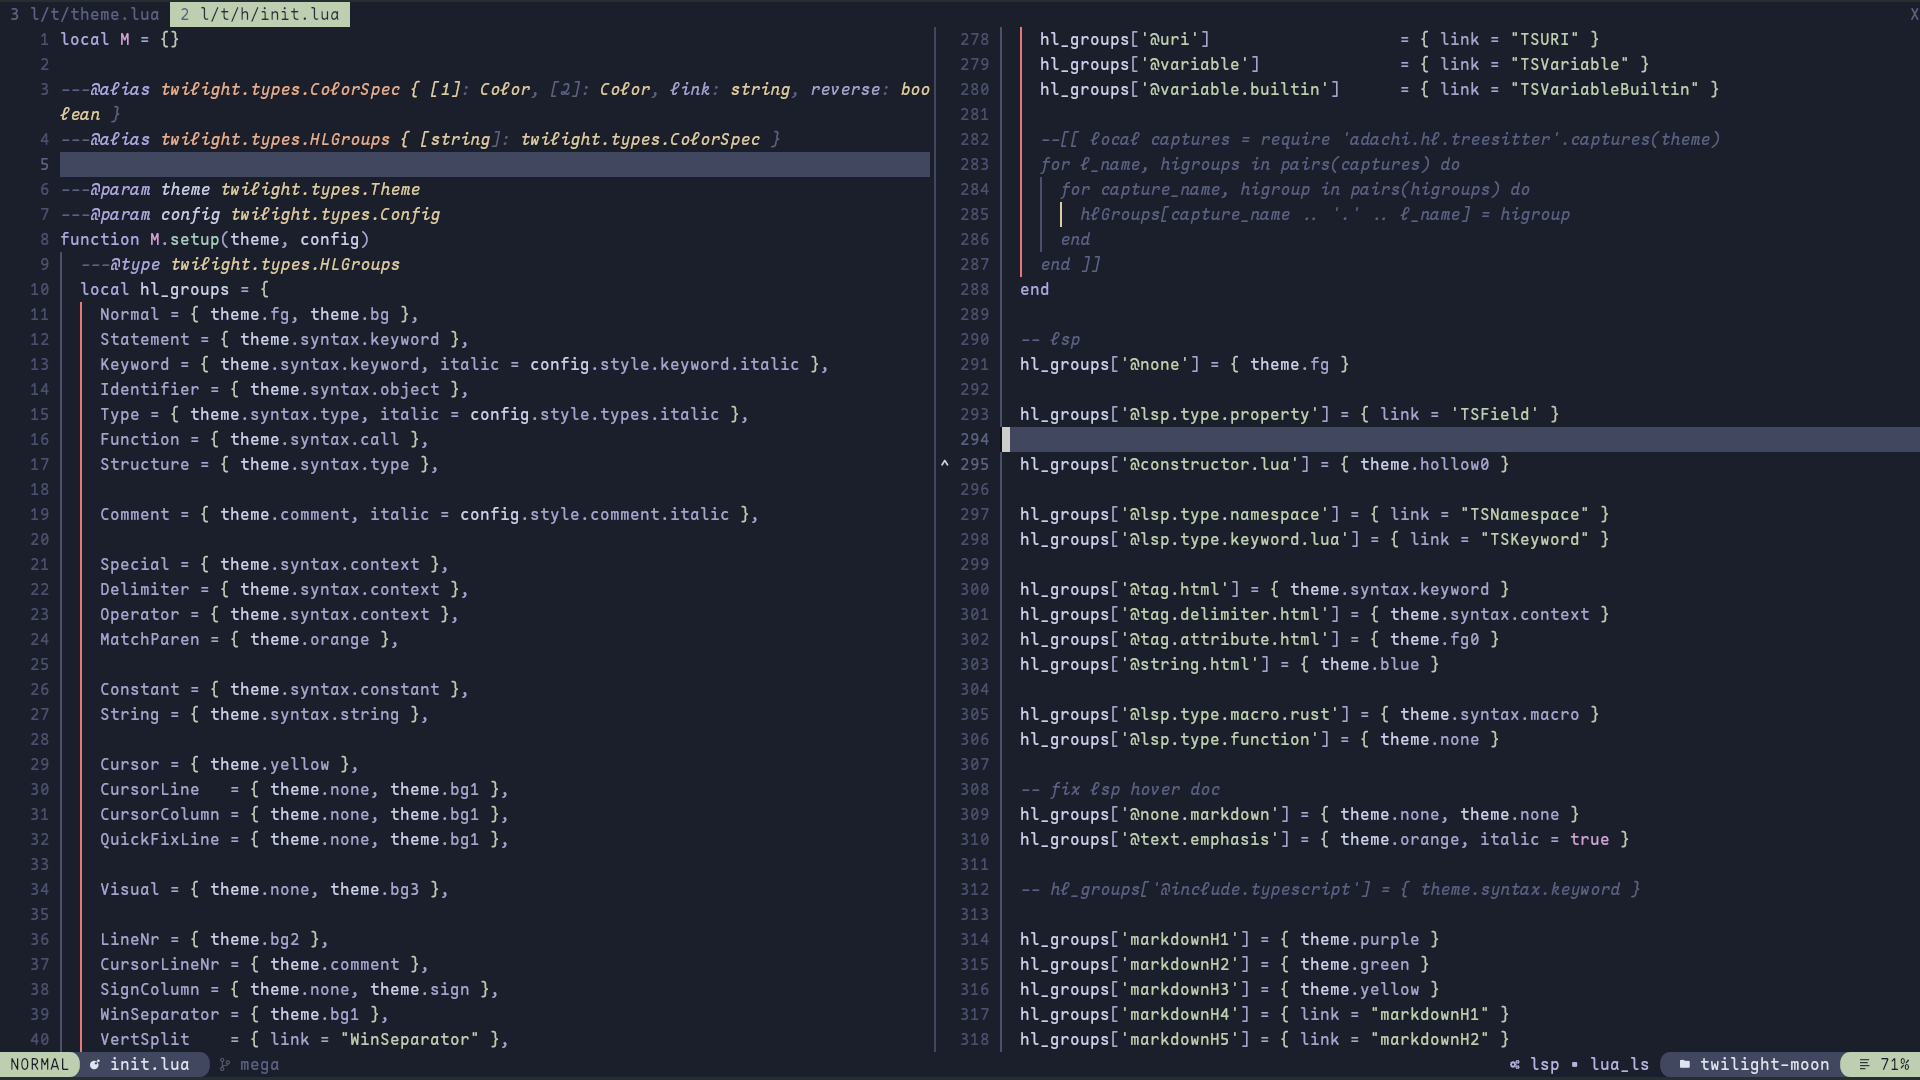 3 l/t/theme.lua 2 l/t/h/init.lua X
1 local M = {}
2
3 ---@alias twilight.types.ColorSpec { [1]: Color, [2]: Color, link: string, reverse: boo
lean }
4 ---@alias twilight.types.HLGroups { [string]: twilight.types.ColorSpec }
5
6 ---@param theme twilight.types.Theme
7 ---@param config twilight.types.Config
8 function M.setup(theme, config)
9 ---@type twilight.types.HLGroups
10 local hl_groups = {
11 Normal = { theme.fg, theme.bg },
12 Statement = { theme.syntax.keyword },
13 Keyword = { theme.syntax.keyword, italic = config.style.keyword.italic },
14 Identifier = { theme.syntax.object },
15 Type = { theme.syntax.type, italic = config.style.types.italic },
16 Function = { theme.syntax.call },
17 Structure = { theme.syntax.type },
18
19 Comment = { theme.comment, italic = config.style.comment.italic },
20
21 Special = { theme.syntax.context },
22 Delimiter = { theme.syntax.context },
23 Operator = { theme.syntax.context },
24 MatchParen = { theme.orange },
25
26 Constant = { theme.syntax.constant },
27 String = { theme.syntax.string },
28
29 Cursor = { theme.yellow },
30 CursorLine   = { theme.none, theme.bg1 },
31 CursorColumn = { theme.none, theme.bg1 },
32 QuickFixLine = { theme.none, theme.bg1 },
33
34 Visual = { theme.none, theme.bg3 },
35
36 LineNr = { theme.bg2 },
37 CursorLineNr = { theme.comment },
38 SignColumn = { theme.none, theme.sign },
39 WinSeparator = { theme.bg1 },
40 VertSplit    = { link = "WinSeparator" },
278 hl_groups['@uri']                   = { link = "TSURI" }
279 hl_groups['@variable']              = { link = "TSVariable" }
280 hl_groups['@variable.builtin']      = { link = "TSVariableBuiltin" }
281
282 --[[ local captures = require 'adachi.hl.treesitter'.captures(theme)
283 for l_name, higroups in pairs(captures) do
284 for capture_name, higroup in pairs(higroups) do
285 hlGroups[capture_name .. '.' .. l_name] = higroup
286 end
287 end ]]
288 end
289
290 -- lsp
291 hl_groups['@none'] = { theme.fg }
292
293 hl_groups['@lsp.type.property'] = { link = 'TSField' }
294
^ 295 hl_groups['@constructor.lua'] = { theme.hollow0 }
296
297 hl_groups['@lsp.type.namespace'] = { link = "TSNamespace" }
298 hl_groups['@lsp.type.keyword.lua'] = { link = "TSKeyword" }
299
300 hl_groups['@tag.html'] = { theme.syntax.keyword }
301 hl_groups['@tag.delimiter.html'] = { theme.syntax.context }
302 hl_groups['@tag.attribute.html'] = { theme.fg0 }
303 hl_groups['@string.html'] = { theme.blue }
304
305 hl_groups['@lsp.type.macro.rust'] = { theme.syntax.macro }
306 hl_groups['@lsp.type.function'] = { theme.none }
307
308 -- fix lsp hover doc
309 hl_groups['@none.markdown'] = { theme.none, theme.none }
310 hl_groups['@text.emphasis'] = { theme.orange, italic = true }
311
312 -- hl_groups['@include.typescript'] = { theme.syntax.keyword }
313
314 hl_groups['markdownH1'] = { theme.purple }
315 hl_groups['markdownH2'] = { theme.green }
316 hl_groups['markdownH3'] = { theme.yellow }
317 hl_groups['markdownH4'] = { link = "markdownH1" }
318 hl_groups['markdownH5'] = { link = "markdownH2" }
NORMAL init.lua mega lsp ▪ lua_ls twilight-moon 71%